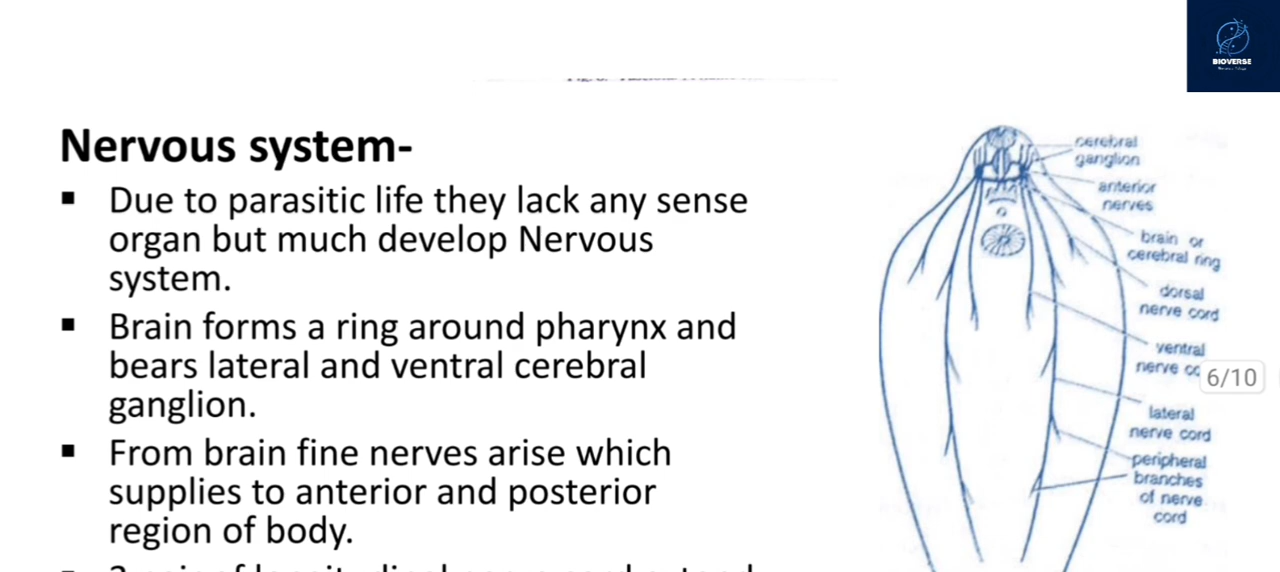 BIOVERSE
Nervous system-
▪ Due to parasitic life they lack any sense
organ but much develop Nervous
system.
▪ Brain forms a ring around pharynx and
bears lateral and ventral cerebral
ganglion.
▪ From brain fine nerves arise which
supplies to anterior and posterior
region of body.
cerebral
ganglion
anterior
nerves
brain or
cerebral ring
dorsal
nerve cord
ventral
nerve
6/10
lateral
nerve cord
peripheral
branches
of nerve
cord